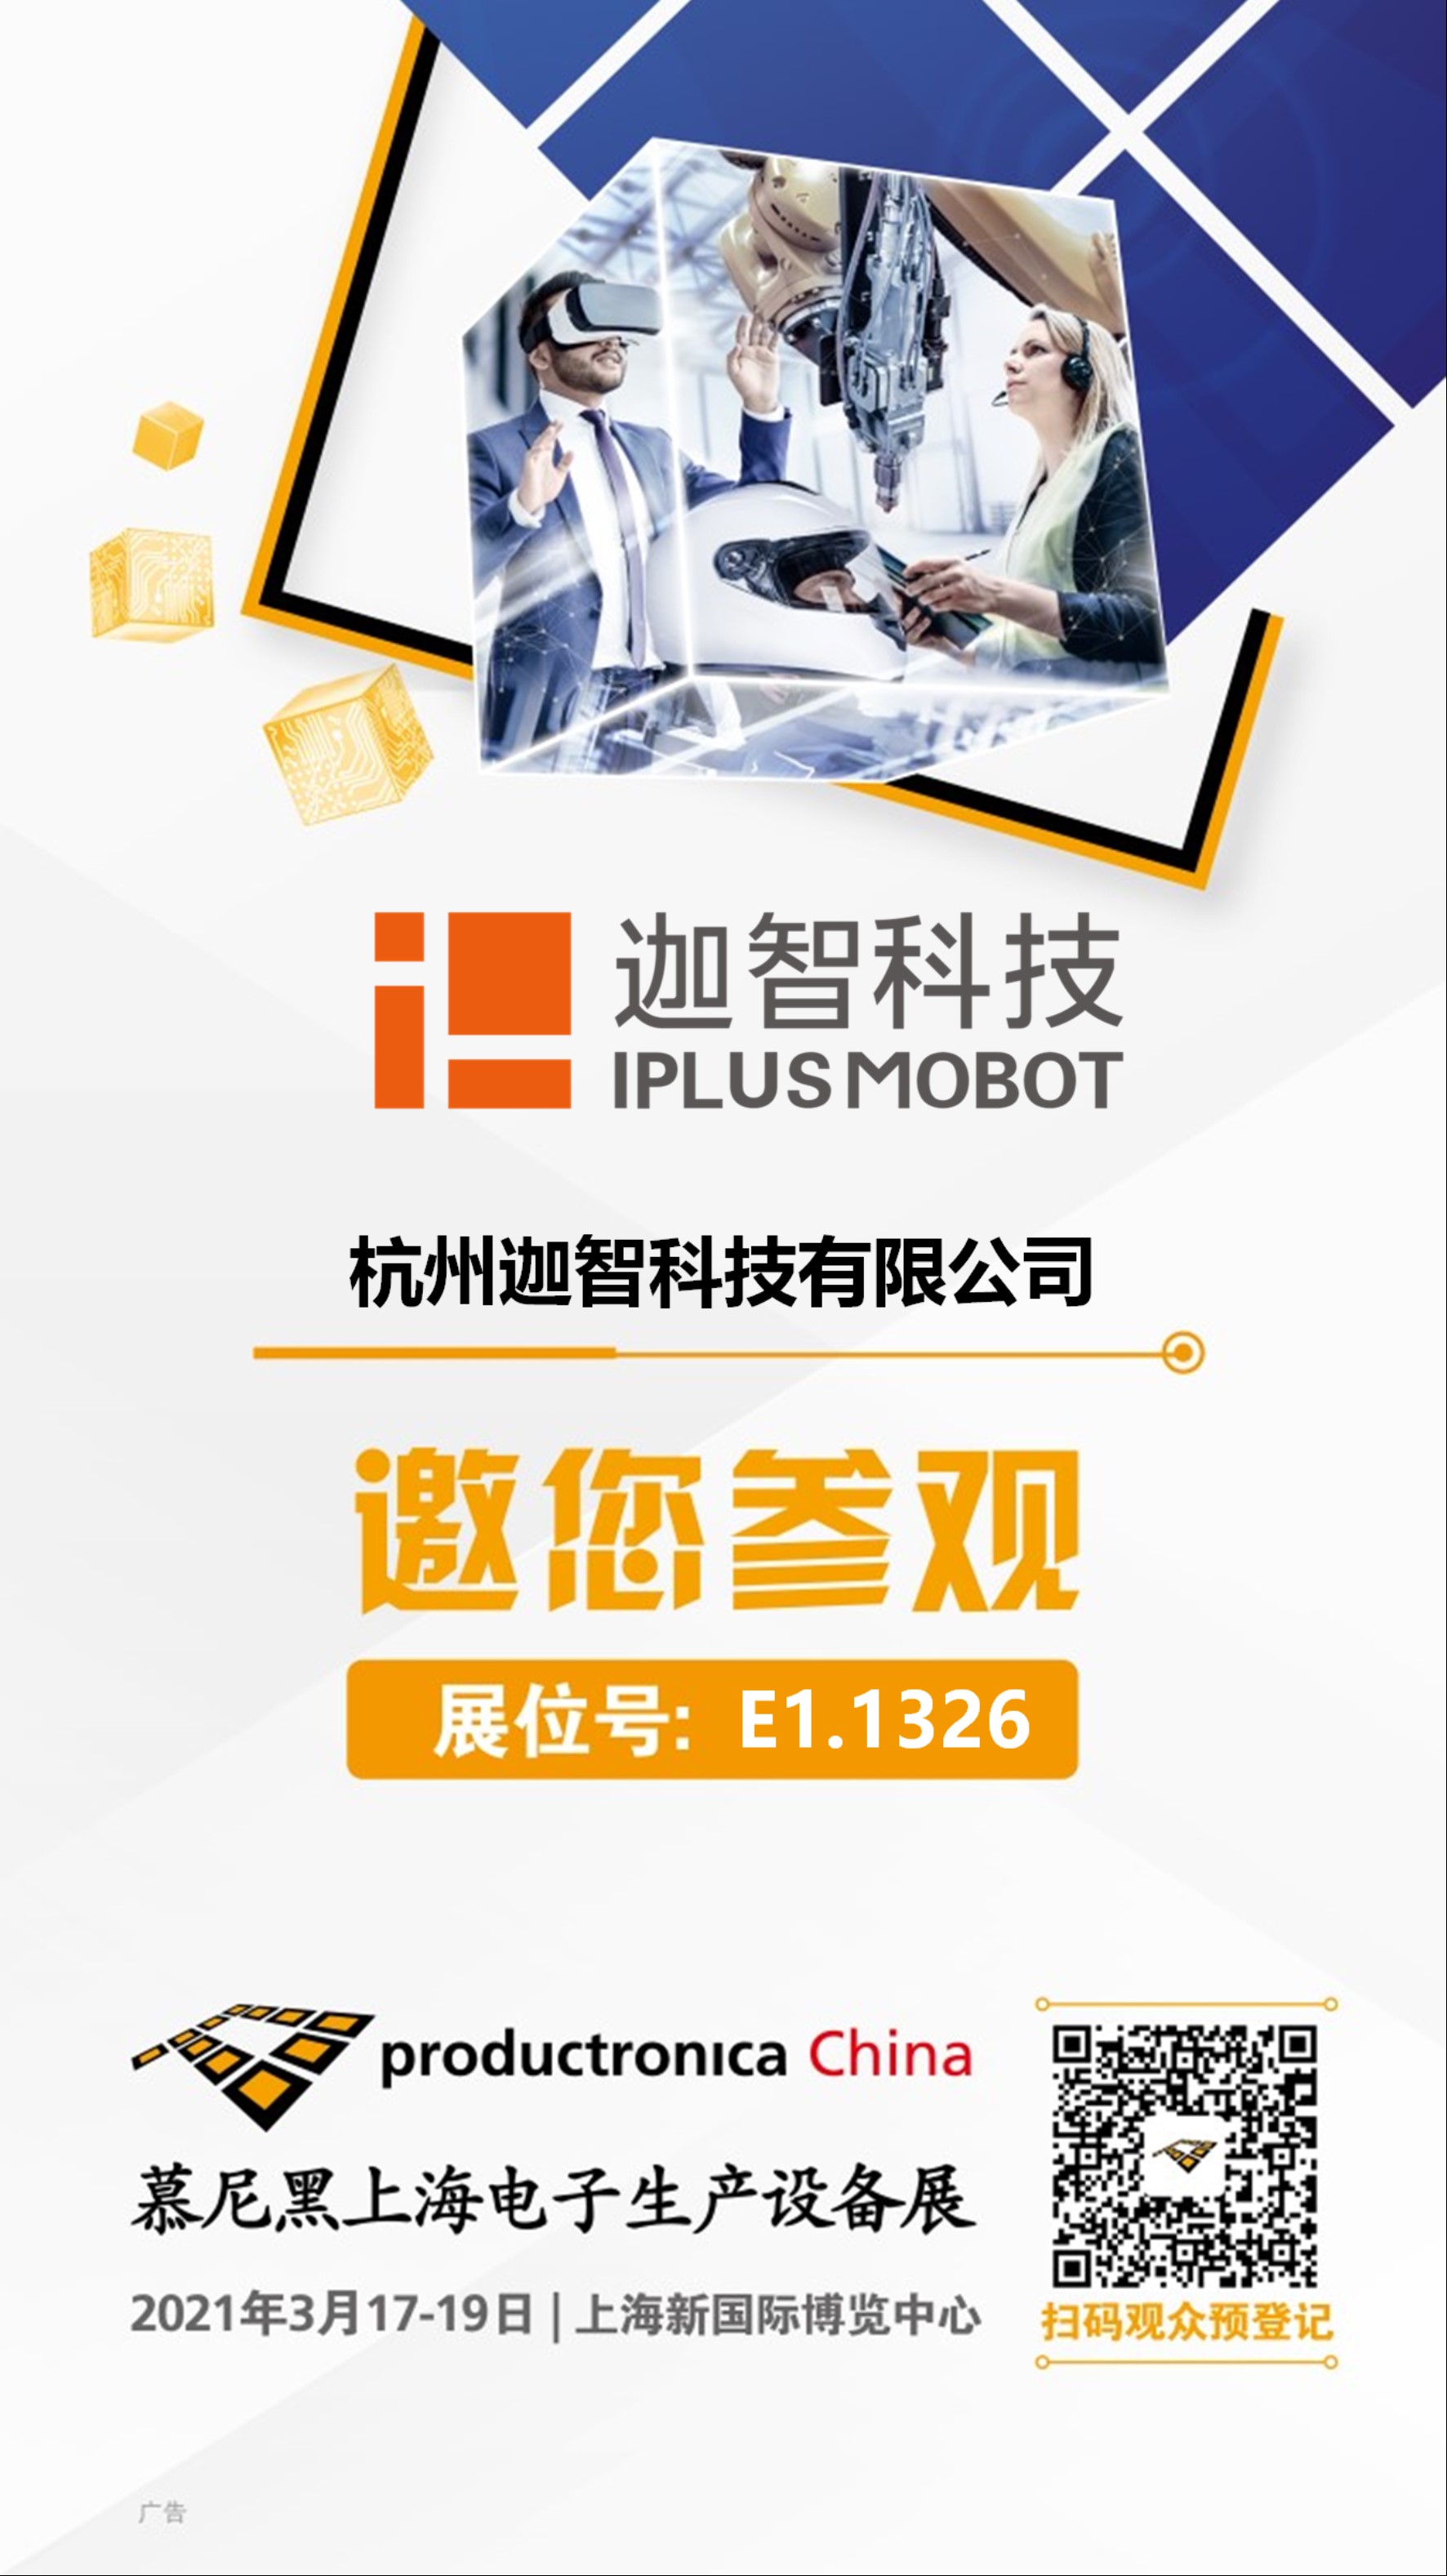 迦智科技
IPLUSMOBOT
杭州迦智科技有限公司
邀您参观
展位号: E1.1326
productronica China
慕尼黑上海电子生产设备展
2021年3月17-19日 | 上海新国际博览中心
扫码观众预登记
广告